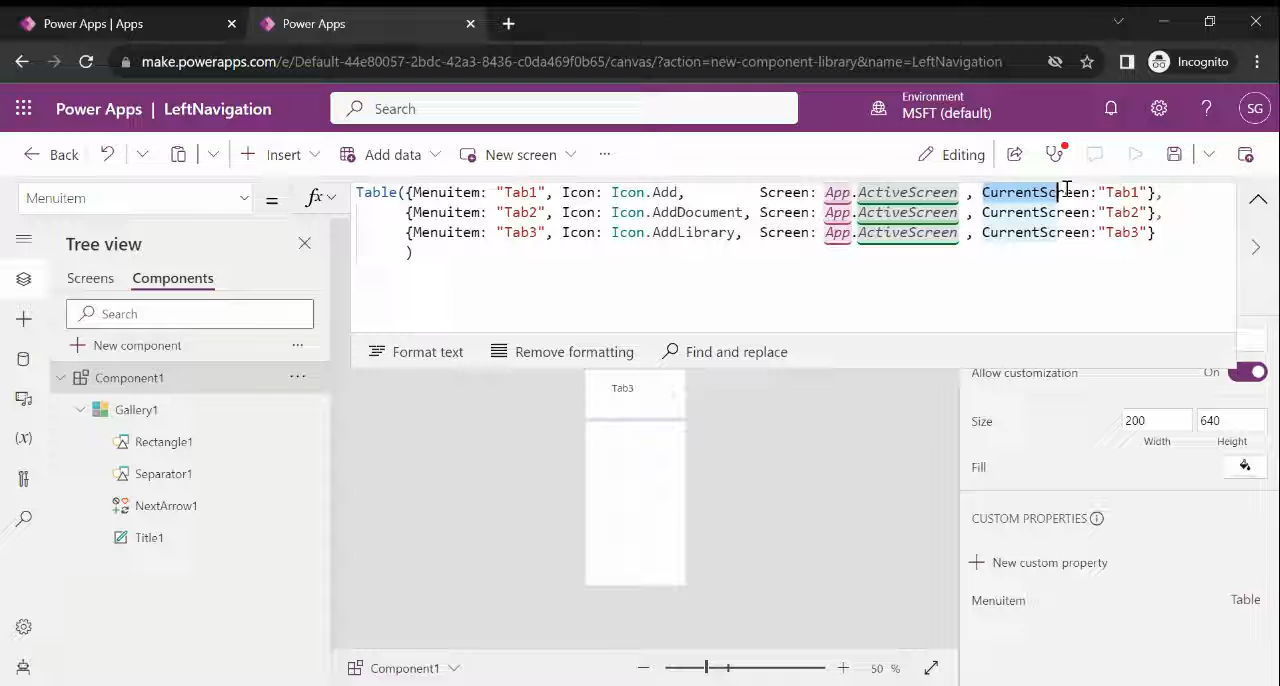 Power Apps | Apps
Power Apps
make.powerapps.com/e/Default-44e80057-2bdc-42a3-8436-c0da469f0b65/canvas/?action=new-component-library&name=LeftNavigation
Incognito
Power Apps | LeftNavigation
Search
Environment
MSFT (default)
SG
Back
Insert
Add data
New screen
Editing
Menuitem
=
fx
Table({Menuitem: "Tab1", Icon: Icon.Add, Screen: App.ActiveScreen , CurrentScreen:"Tab1"},
{Menuitem: "Tab2", Icon: Icon.AddDocument, Screen: App.ActiveScreen , CurrentScreen:"Tab2"},
{Menuitem: "Tab3", Icon: Icon.AddLibrary, Screen: App.ActiveScreen , CurrentScreen:"Tab3"}
)
Format text
Remove formatting
Find and replace
Tree view
Screens
Components
Search
New component
Component1
Gallery1
Rectangle1
Separator1
NextArrow1
Title1
Tab3
Allow customization
On
Size
200
640
Width
Height
Fill
CUSTOM PROPERTIES
New custom property
Menuitem
Table
Component1
50 %